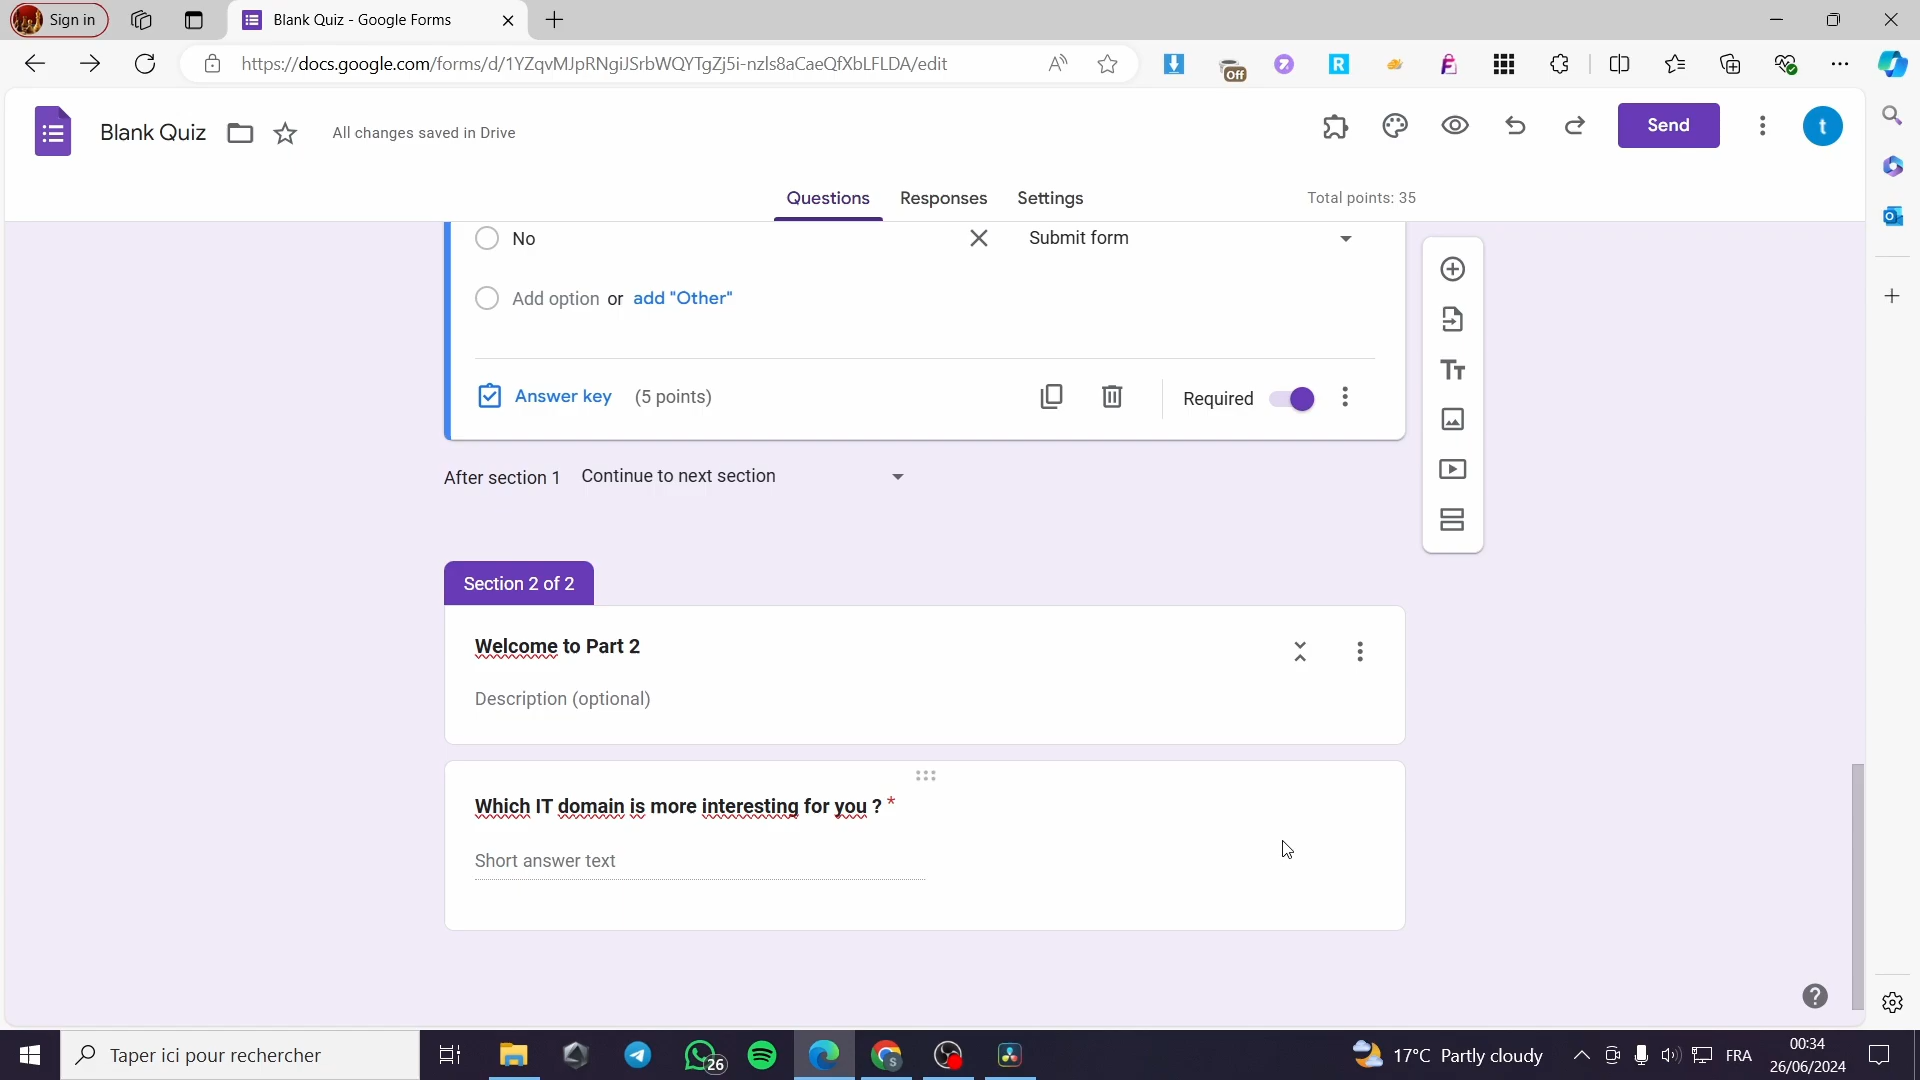 Sign in
Blank Quiz - Google Forms
https://docs.google.com/forms/d/1YZqvMJpRNgiJSrbWQYTgZj5i-nzls8aCaeQfXbLFLDA/edit
Off
Blank Quiz
All changes saved in Drive
Send
t
Questions
Responses
Settings
Total points: 35
No
Submit form
Add option or add "Other"
Answer key (5 points)
Required
After section 1 Continue to next section
Section 2 of 2
Welcome to Part 2
Description (optional)
Which IT domain is more interesting for you ? *
Short answer text
Taper ici pour rechercher
26
17°C Partly cloudy
FRA
00:34
26/06/2024